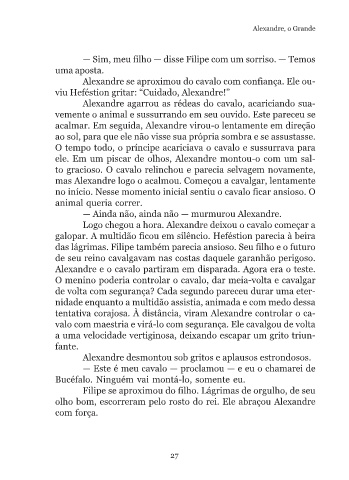 Alexandre, o Grande
— Sim, meu filho — disse Filipe com um sorriso. — Temos
uma aposta.
Alexandre se aproximou do cavalo com confiança. Ele ou-
viu Heféstion gritar: “Cuidado, Alexandre!”
Alexandre agarrou as rédeas do cavalo, acariciando sua-
vemente o animal e sussurrando em seu ouvido. Este pareceu se
acalmar. Em seguida, Alexandre virou-o lentamente em direção
ao sol, para que ele não visse sua própria sombra e se assustasse.
O tempo todo, o príncipe acariciava o cavalo e sussurrava para
ele. Em um piscar de olhos, Alexandre montou-o com um sal-
to gracioso. O cavalo relinchou e parecia selvagem novamente,
mas Alexandre logo o acalmou. Começou a cavalgar, lentamente
no início. Nesse momento inicial sentiu o cavalo ficar ansioso. O
animal queria correr.
— Ainda não, ainda não — murmurou Alexandre.
Logo chegou a hora. Alexandre deixou o cavalo começar a
galopar. A multidão ficou em silêncio. Heféstion parecia à beira
das lágrimas. Filipe também parecia ansioso. Seu filho e o futuro
de seu reino cavalgavam nas costas daquele garanhão perigoso.
Alexandre e o cavalo partiram em disparada. Agora era o teste.
O menino poderia controlar o cavalo, dar meia-volta e cavalgar
de volta com segurança? Cada segundo pareceu durar uma eter-
nidade enquanto a multidão assistia, animada e com medo dessa
tentativa corajosa. À distância, viram Alexandre controlar o ca-
valo com maestria e virá-lo com segurança. Ele cavalgou de volta
a uma velocidade vertiginosa, deixando escapar um grito triun-
fante.
Alexandre desmontou sob gritos e aplausos estrondosos.
— Este é meu cavalo — proclamou — e eu o chamarei de
Bucéfalo. Ninguém vai montá-lo, somente eu.
Filipe se aproximou do filho. Lágrimas de orgulho, de seu
olho bom, escorreram pelo rosto do rei. Ele abraçou Alexandre
com força.
27